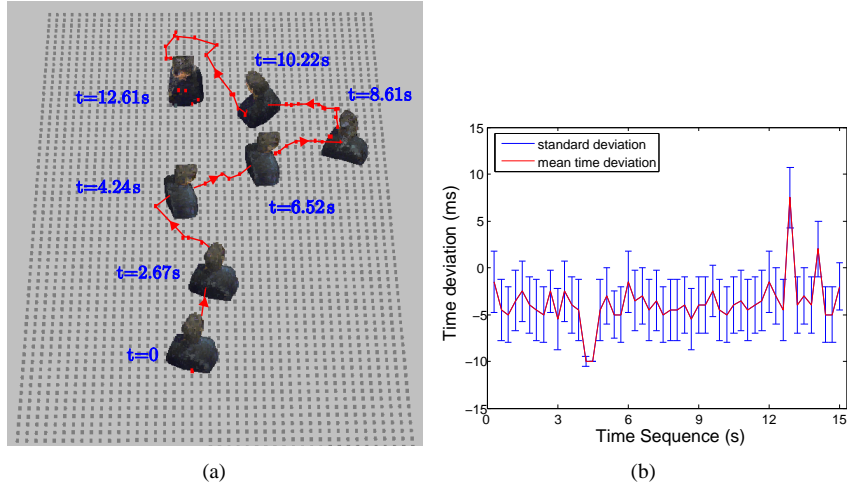 t=10.22s
t=12.61s
t=8.61s
t=4.24s
t=6.52s
t=2.67s
t=0
(a)
standard deviation
mean time deviation
Time deviation (ms)
15
10
5
0
−5
−10
−15
0
3
6
9
12
15
Time Sequence (s)
(b)